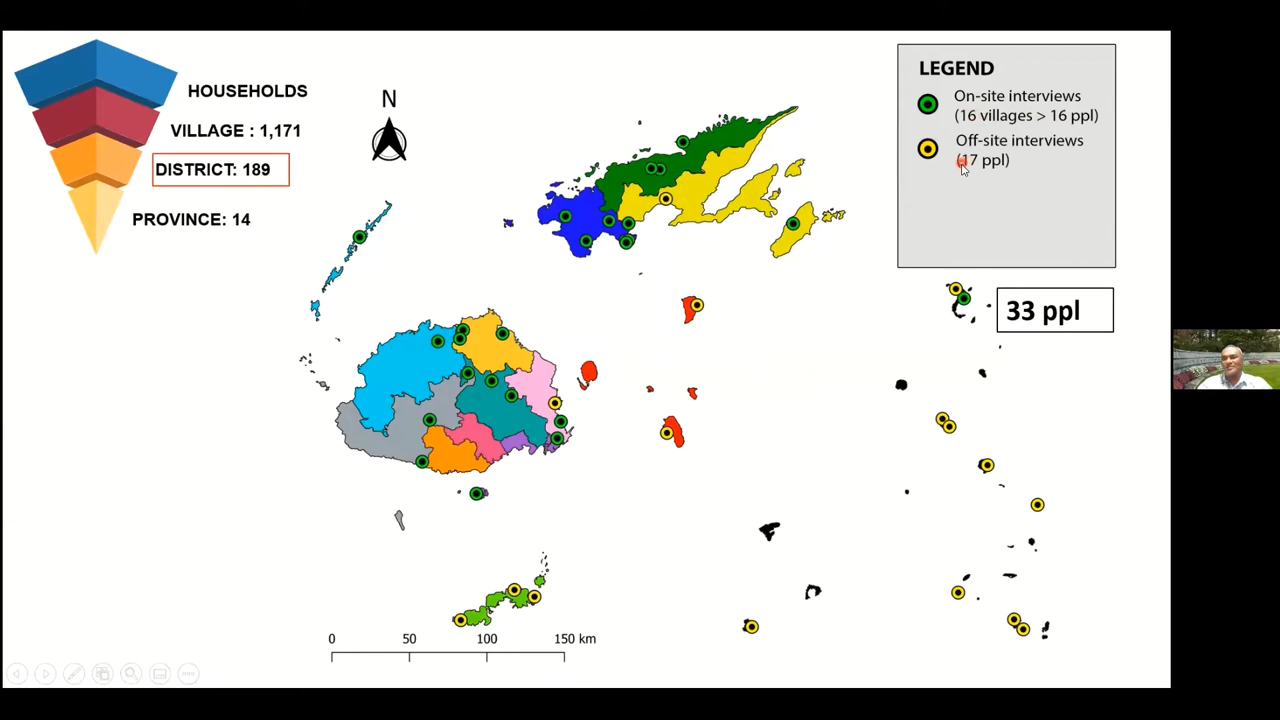 HOUSEHOLDS
VILLAGE : 1,171
DISTRICT: 189
PROVINCE: 14
N
LEGEND
On-site interviews
(16 villages > 16 ppl)
Off-site interviews
(17 ppl)
33 ppl
0 50 100 150 km